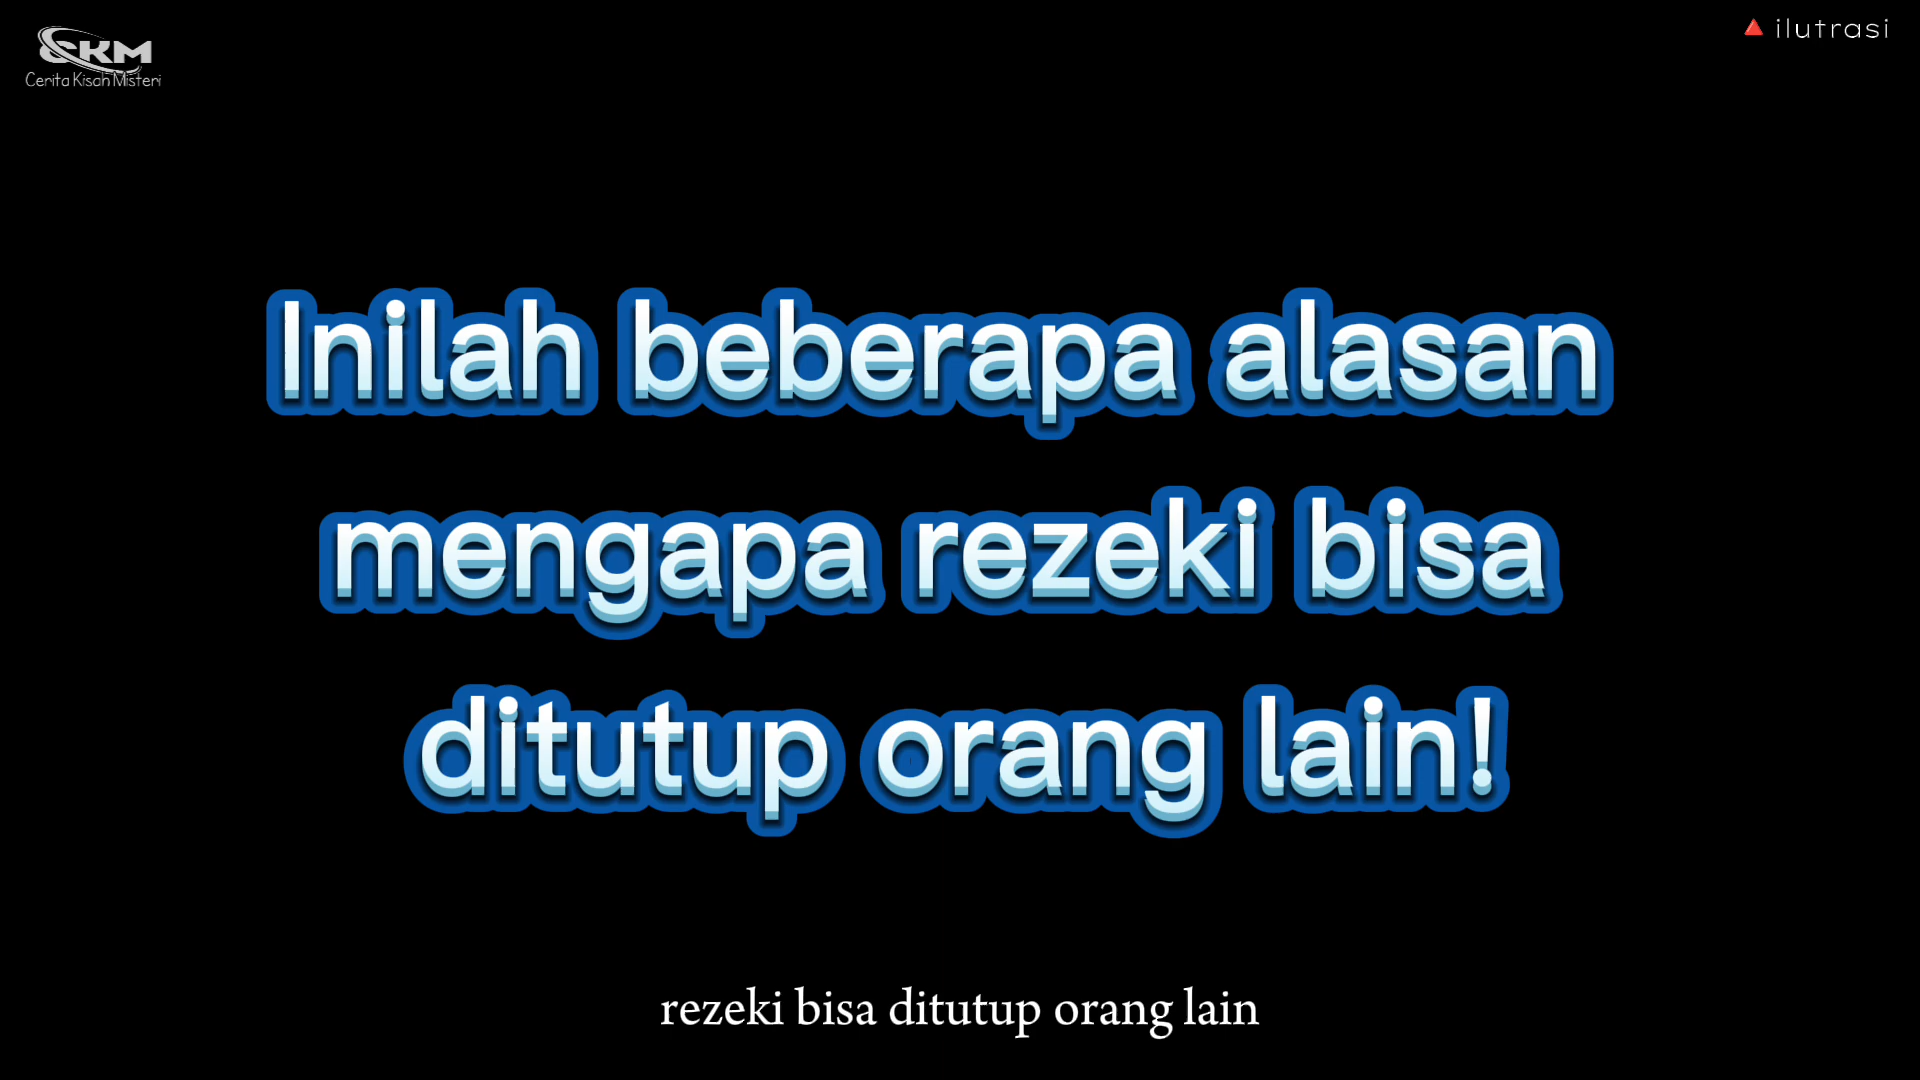 CKM
Cerita Kisah Misteri
🔺 ilutrasi
Inilah beberapa alasan
mengapa rezeki bisa
ditutup orang lain!
rezeki bisa ditutup orang lain